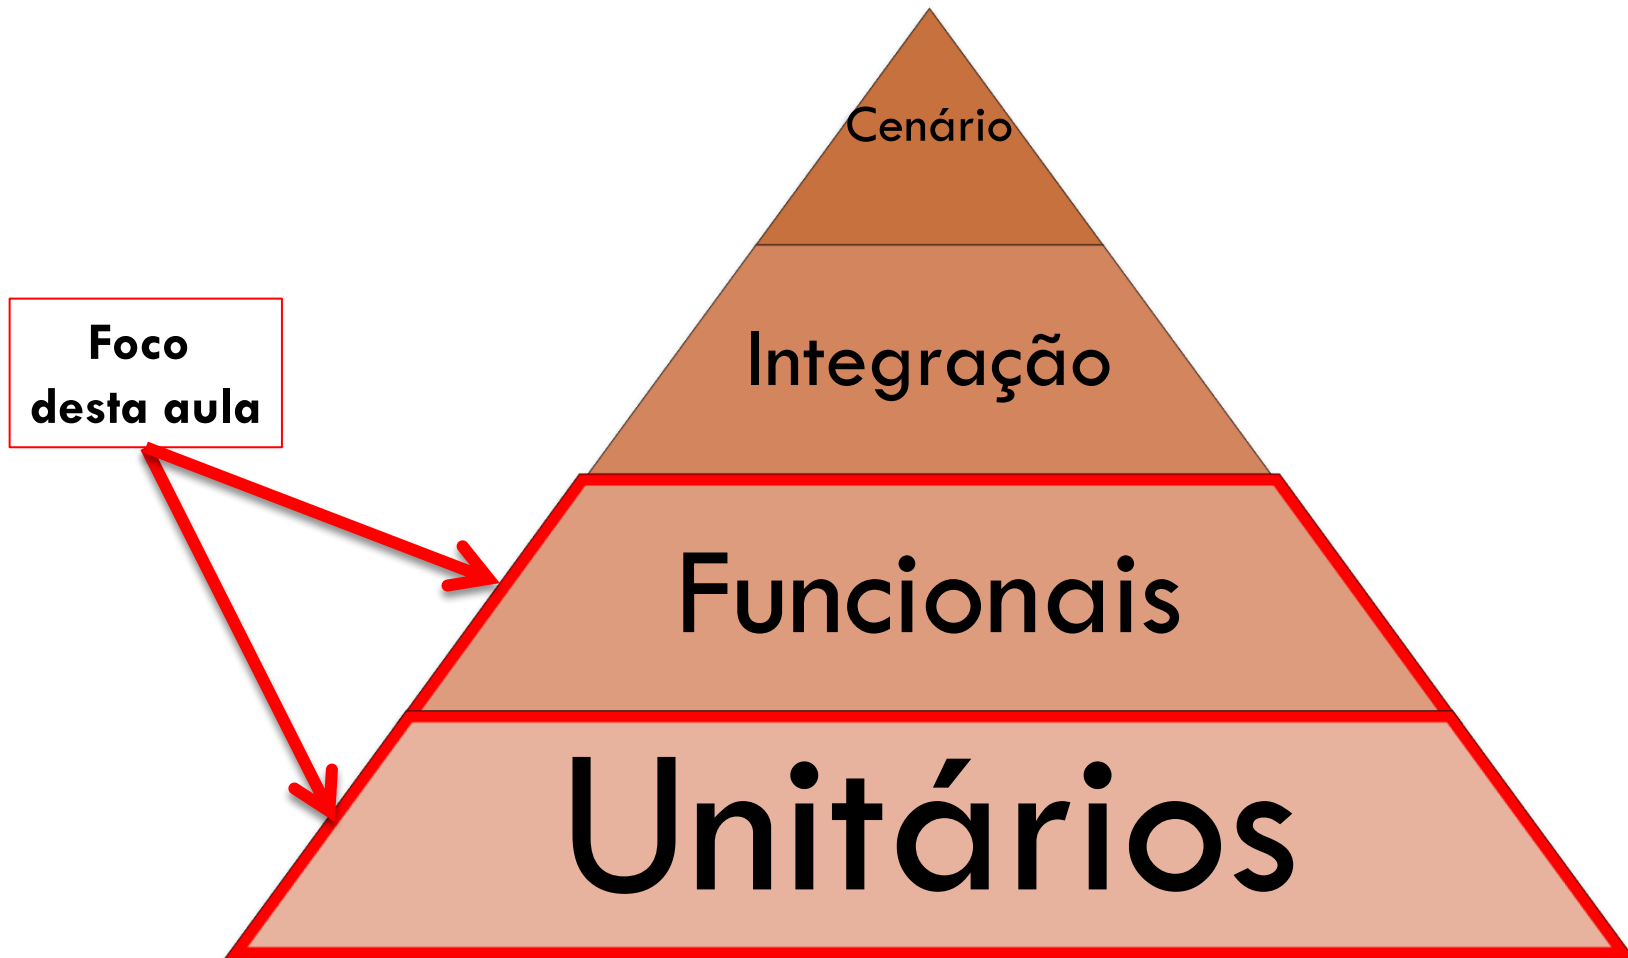 Cenário
Integração
Foco
desta aula
Funcionais
Unitários